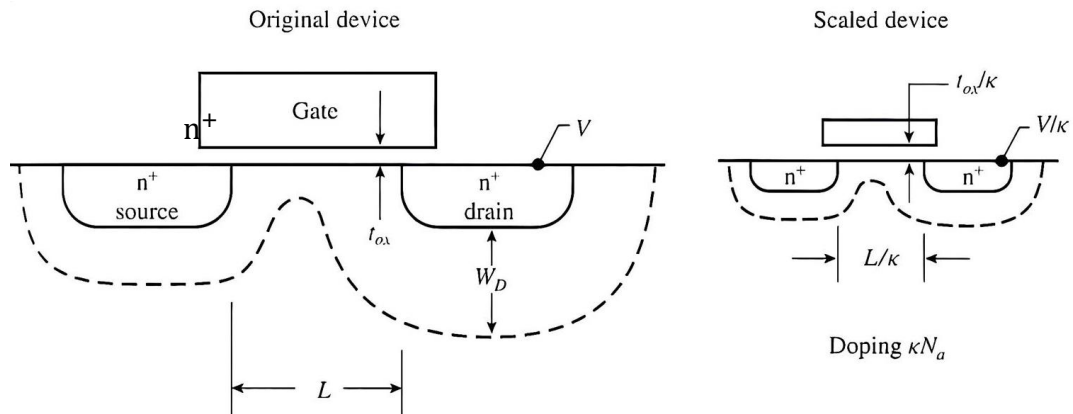 Original device
Gate
n+
V
n+
source
n+
drain
t_ox
W_D
L
Scaled device
t_ox/κ
V/κ
n+
n+
L/κ
Doping κN_a